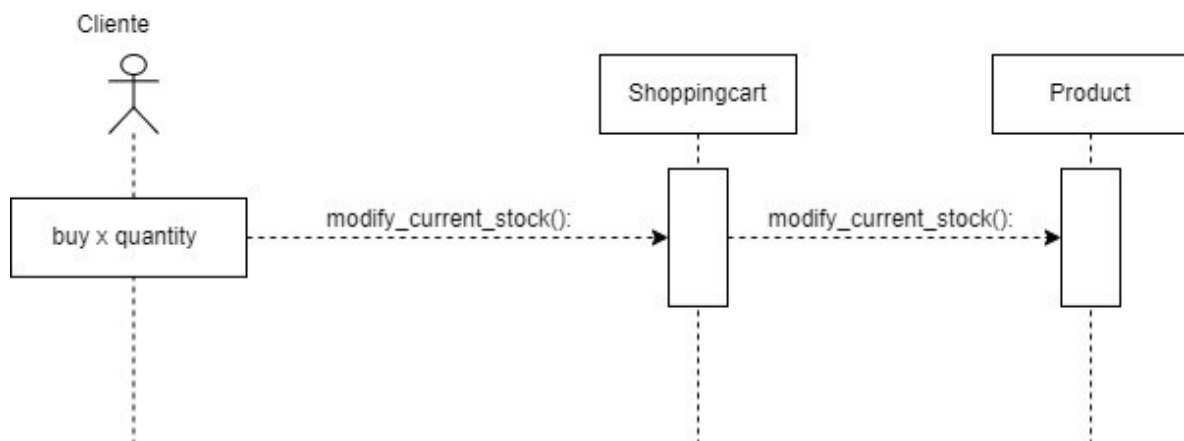 Cliente
Shoppingcart
Product
buy x quantity
modify_current_stock():
modify_current_stock():